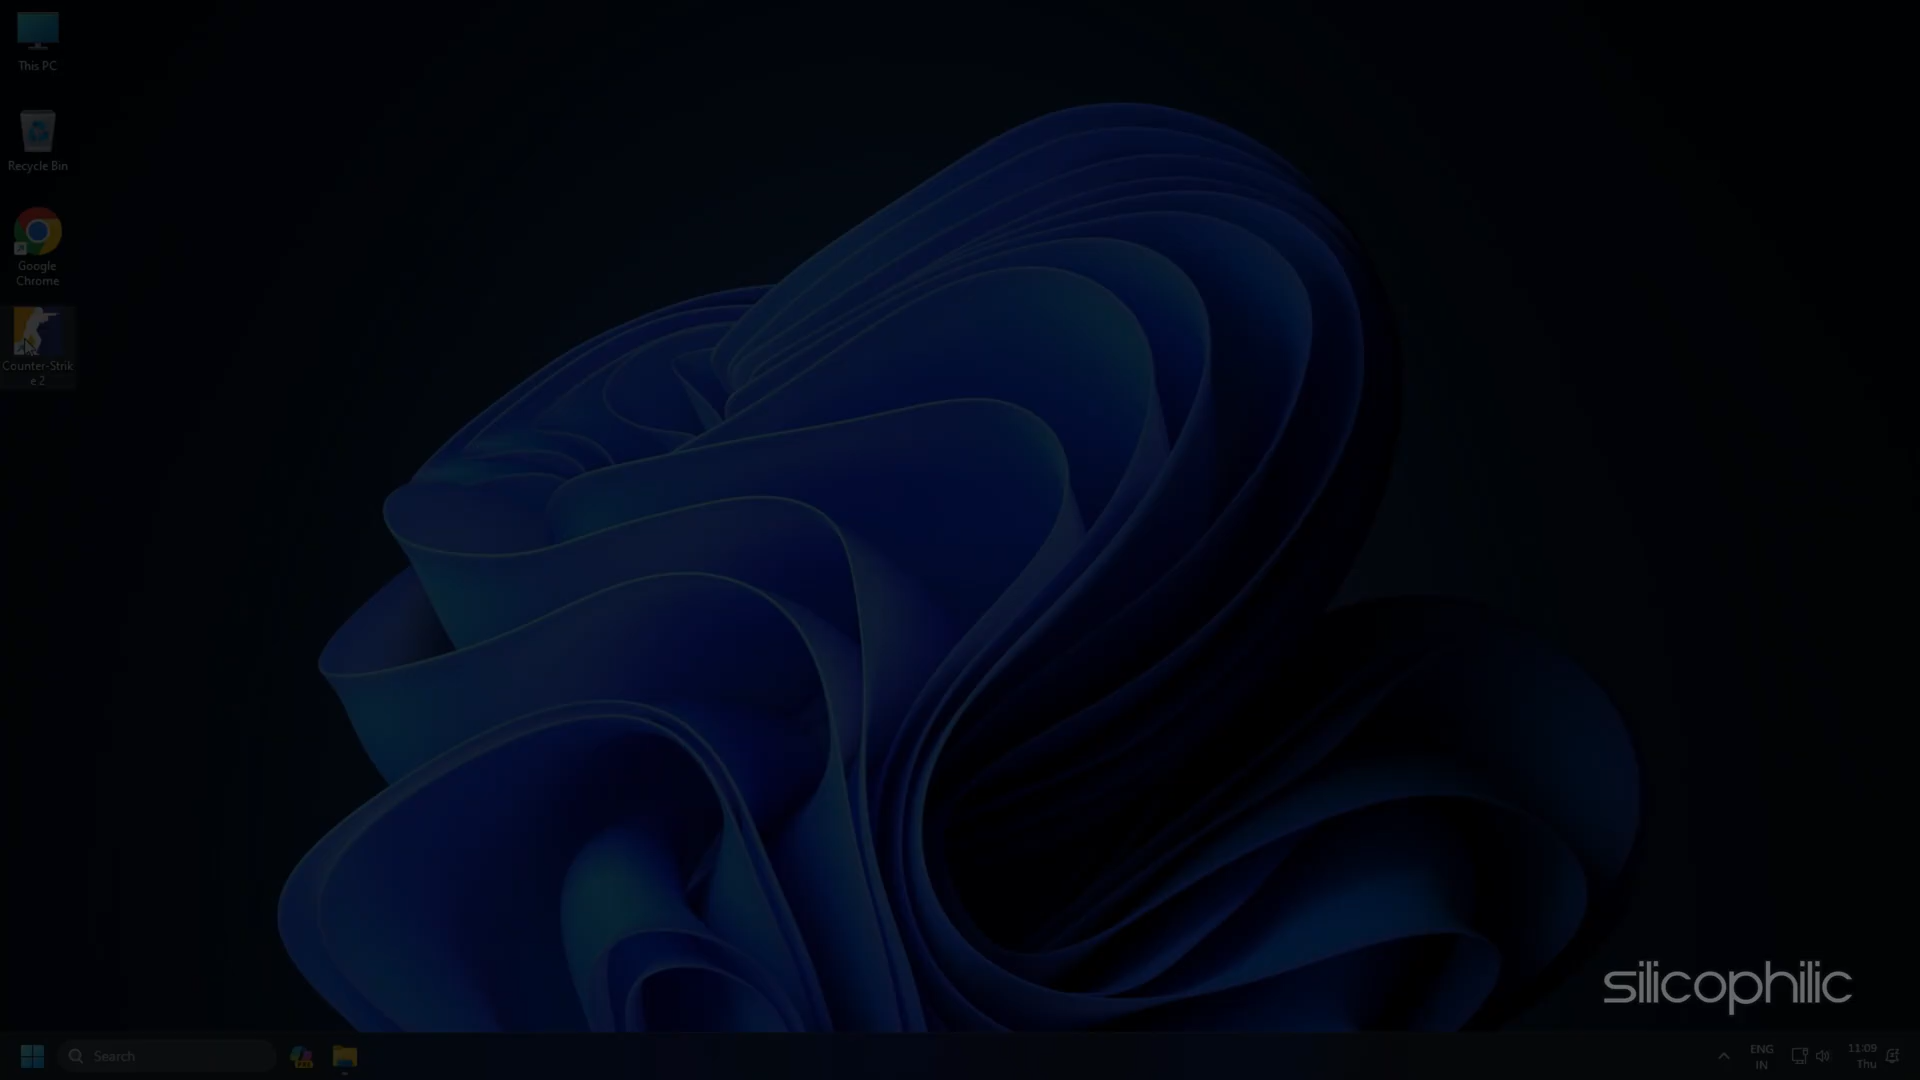 This PC
Recycle Bin
Google
Chrome
Counter-Strik
e 2
silicophilic
Search
ENG
IN
11:09
Thu